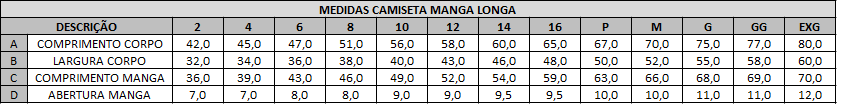 MEDIDAS CAMISETA MANGA LONGA
DESCRIÇÃO 2 4 6 8 10 12 14 16 P M G GG EXG
A COMPRIMENTO CORPO 42,0 45,0 47,0 51,0 56,0 58,0 60,0 65,0 67,0 70,0 75,0 77,0 80,0
B LARGURA CORPO 32,0 34,0 36,0 38,0 40,0 43,0 46,0 48,0 50,0 52,0 55,0 58,0 60,0
C COMPRIMENTO MANGA 36,0 39,0 43,0 46,0 49,0 52,0 54,0 59,0 63,0 66,0 68,0 69,0 70,0
D ABERTURA MANGA 7,0 7,0 8,0 8,0 9,0 9,0 9,5 9,5 10,0 10,0 11,0 11,0 12,0